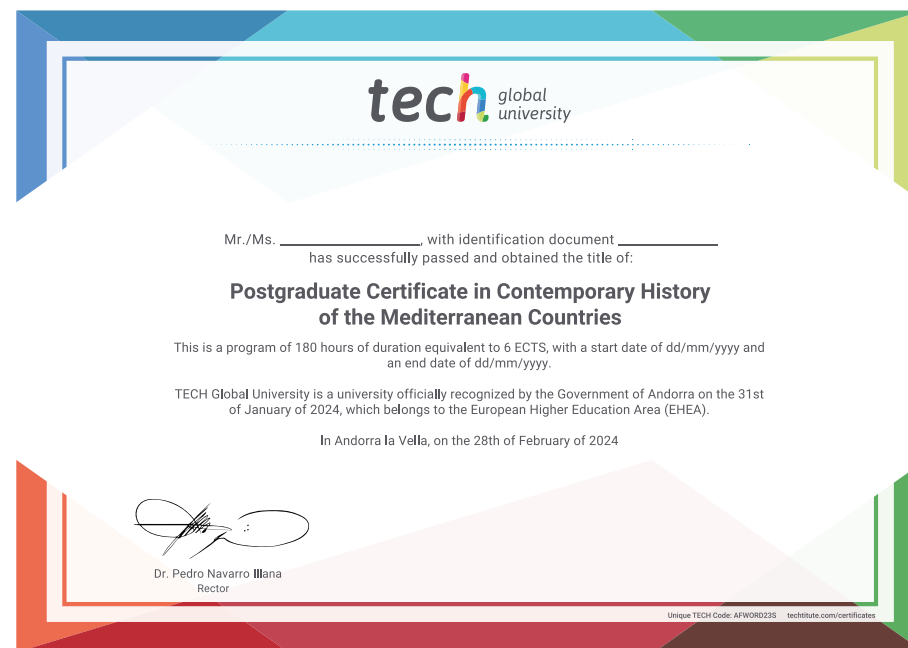 tech global
university
Mr./Ms. ______________, with identification document __________
has successfully passed and obtained the title of:
Postgraduate Certificate in Contemporary History
of the Mediterranean Countries
This is a program of 180 hours of duration equivalent to 6 ECTS, with a start date of dd/mm/yyyy and
an end date of dd/mm/yyyy.
TECH Global University is a university officially recognized by the Government of Andorra on the 31st
of January of 2024, which belongs to the European Higher Education Area (EHEA).
In Andorra la Vella, on the 28th of February of 2024
Dr. Pedro Navarro Illana
Rector
Unique TECH Code: AFWORD23S techtitute.com/certificates